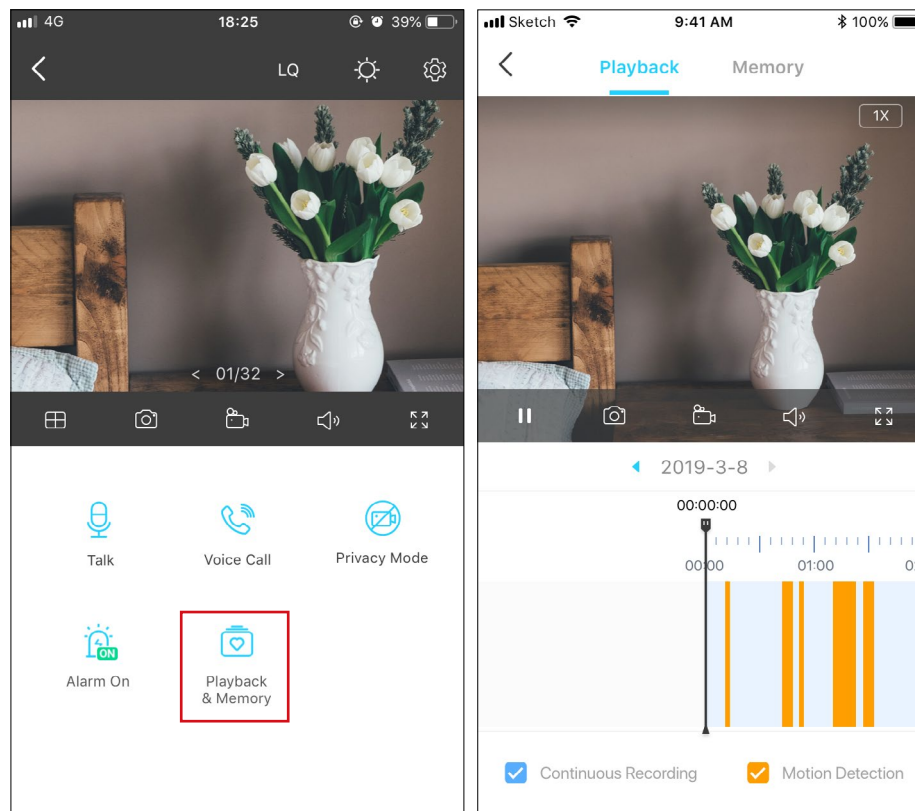 4G 18:25 39%
LQ
< 01/32 >
Talk
Voice Call
Privacy Mode
ON
Alarm On
Playback
& Memory
Sketch 9:41 AM 100%
Playback Memory
1X
2019-3-8
00:00:00
00:00 01:00 0
Continuous Recording Motion Detection